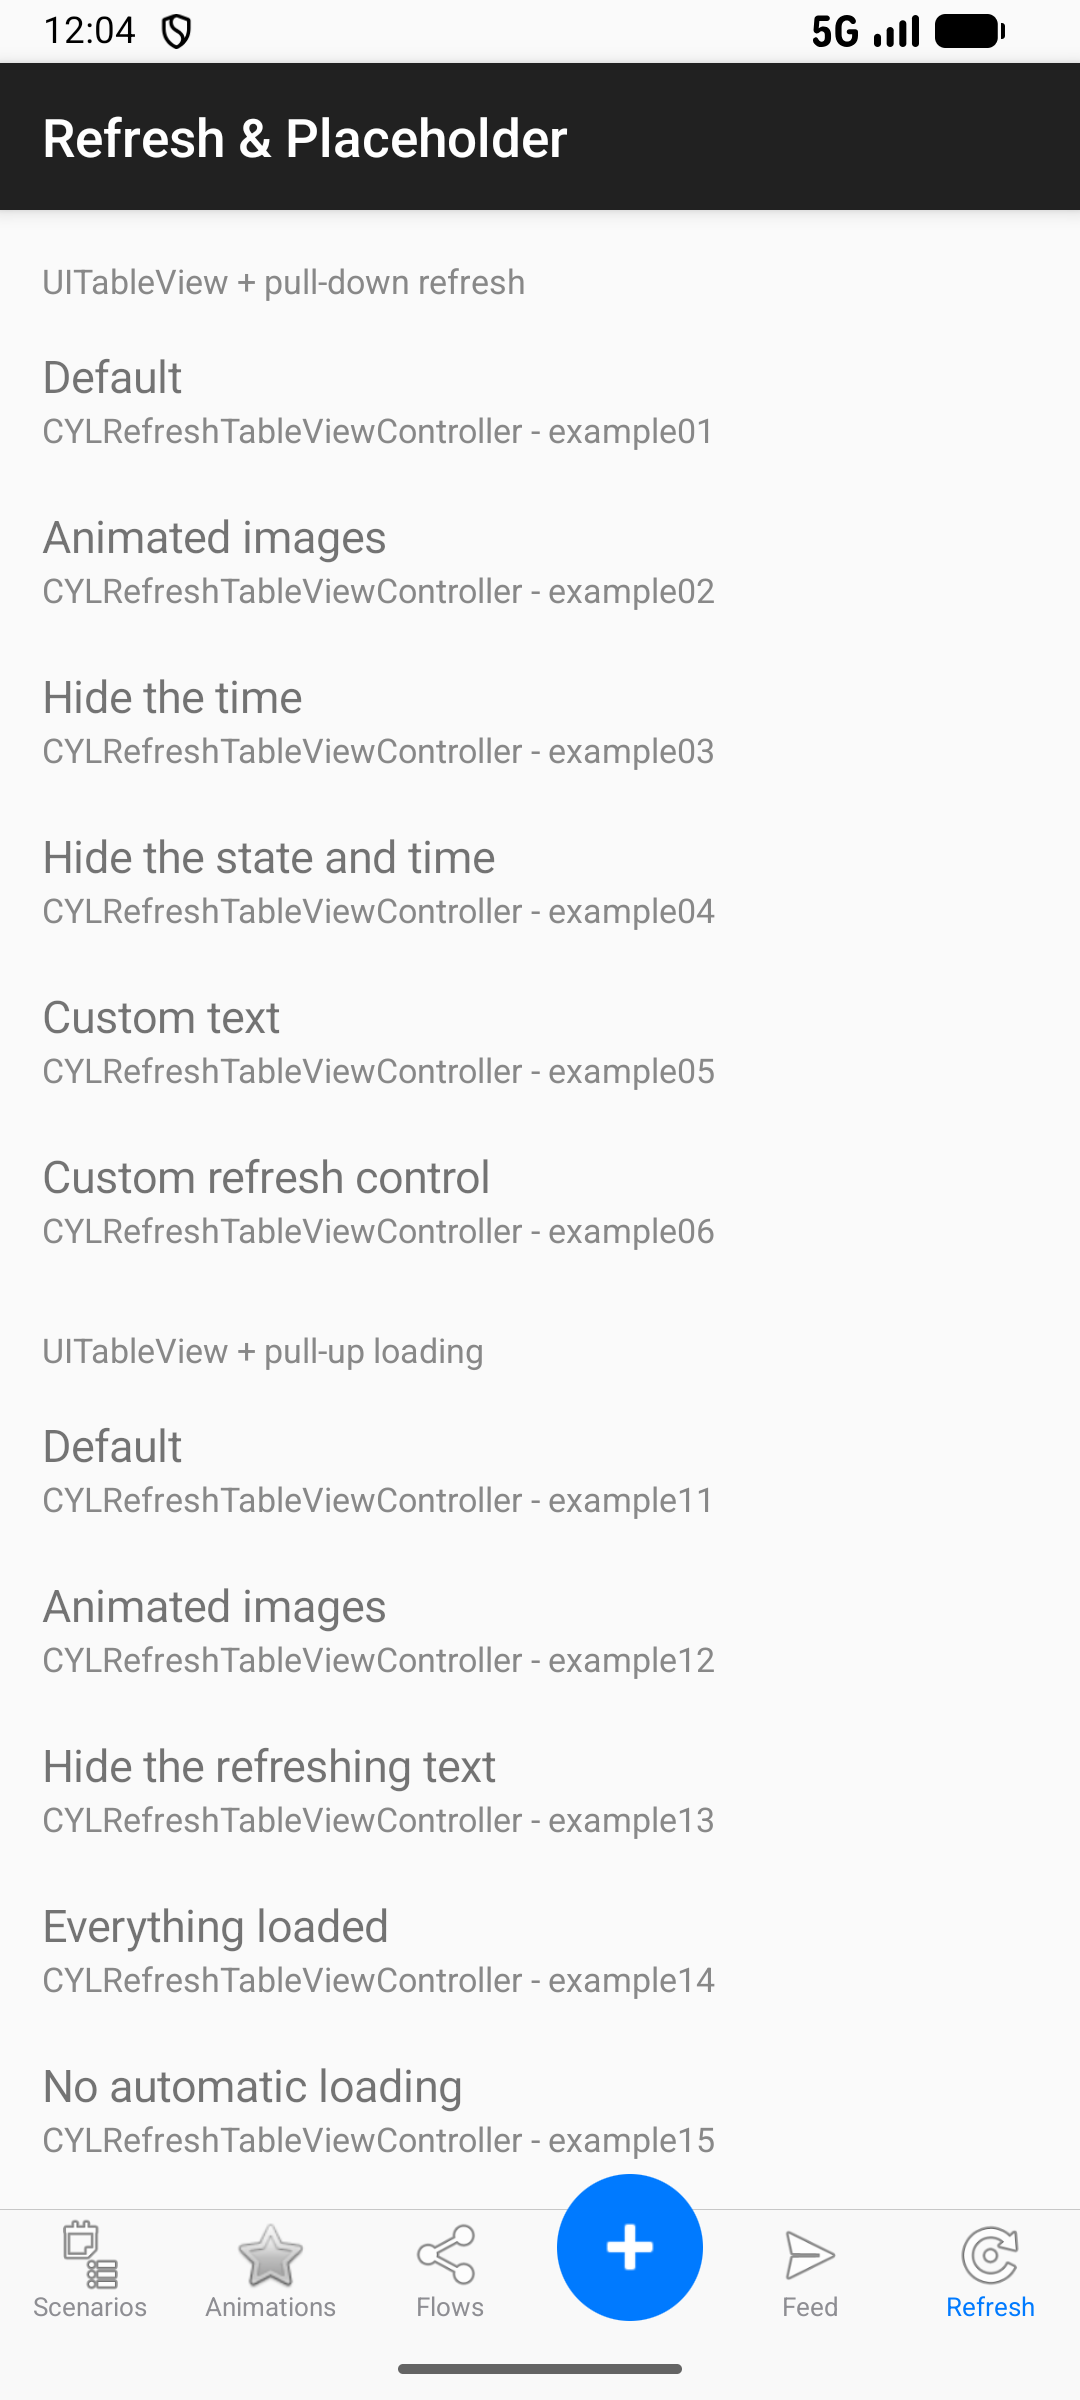 12:04
5G
Refresh & Placeholder
UITableView + pull-down refresh
Default
CYLRefreshTableViewController - example01
Animated images
CYLRefreshTableViewController - example02
Hide the time
CYLRefreshTableViewController - example03
Hide the state and time
CYLRefreshTableViewController - example04
Custom text
CYLRefreshTableViewController - example05
Custom refresh control
CYLRefreshTableViewController - example06
UITableView + pull-up loading
Default
CYLRefreshTableViewController - example11
Animated images
CYLRefreshTableViewController - example12
Hide the refreshing text
CYLRefreshTableViewController - example13
Everything loaded
CYLRefreshTableViewController - example14
No automatic loading
CYLRefreshTableViewController - example15
Scenarios
Animations
Flows
Feed
Refresh